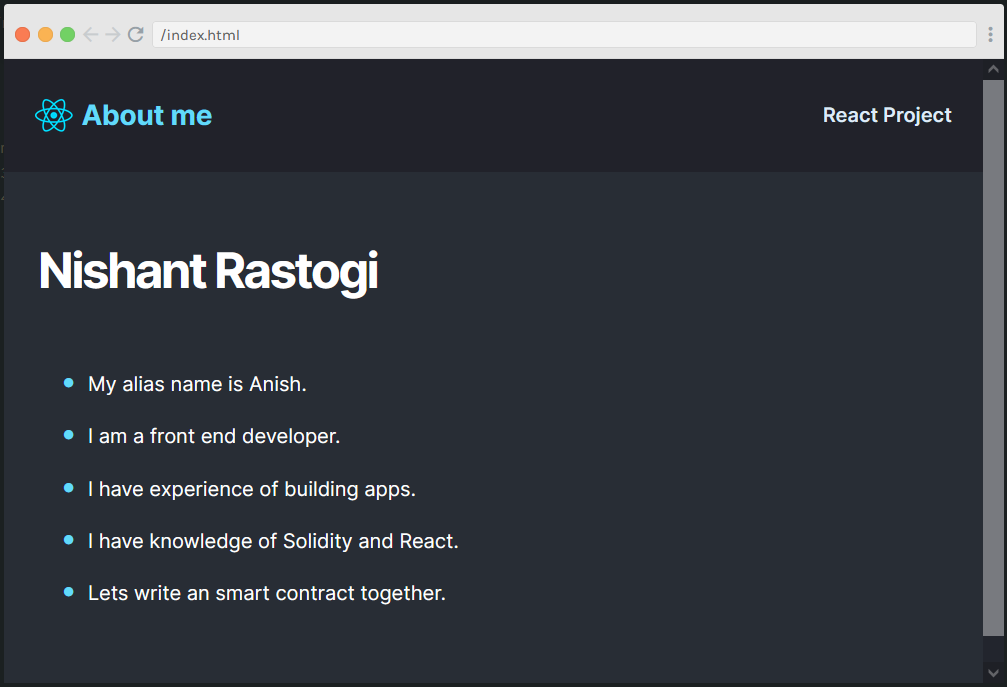 /index.html
About me
React Project
Nishant Rastogi
My alias name is Anish.
I am a front end developer.
I have experience of building apps.
I have knowledge of Solidity and React.
Lets write an smart contract together.